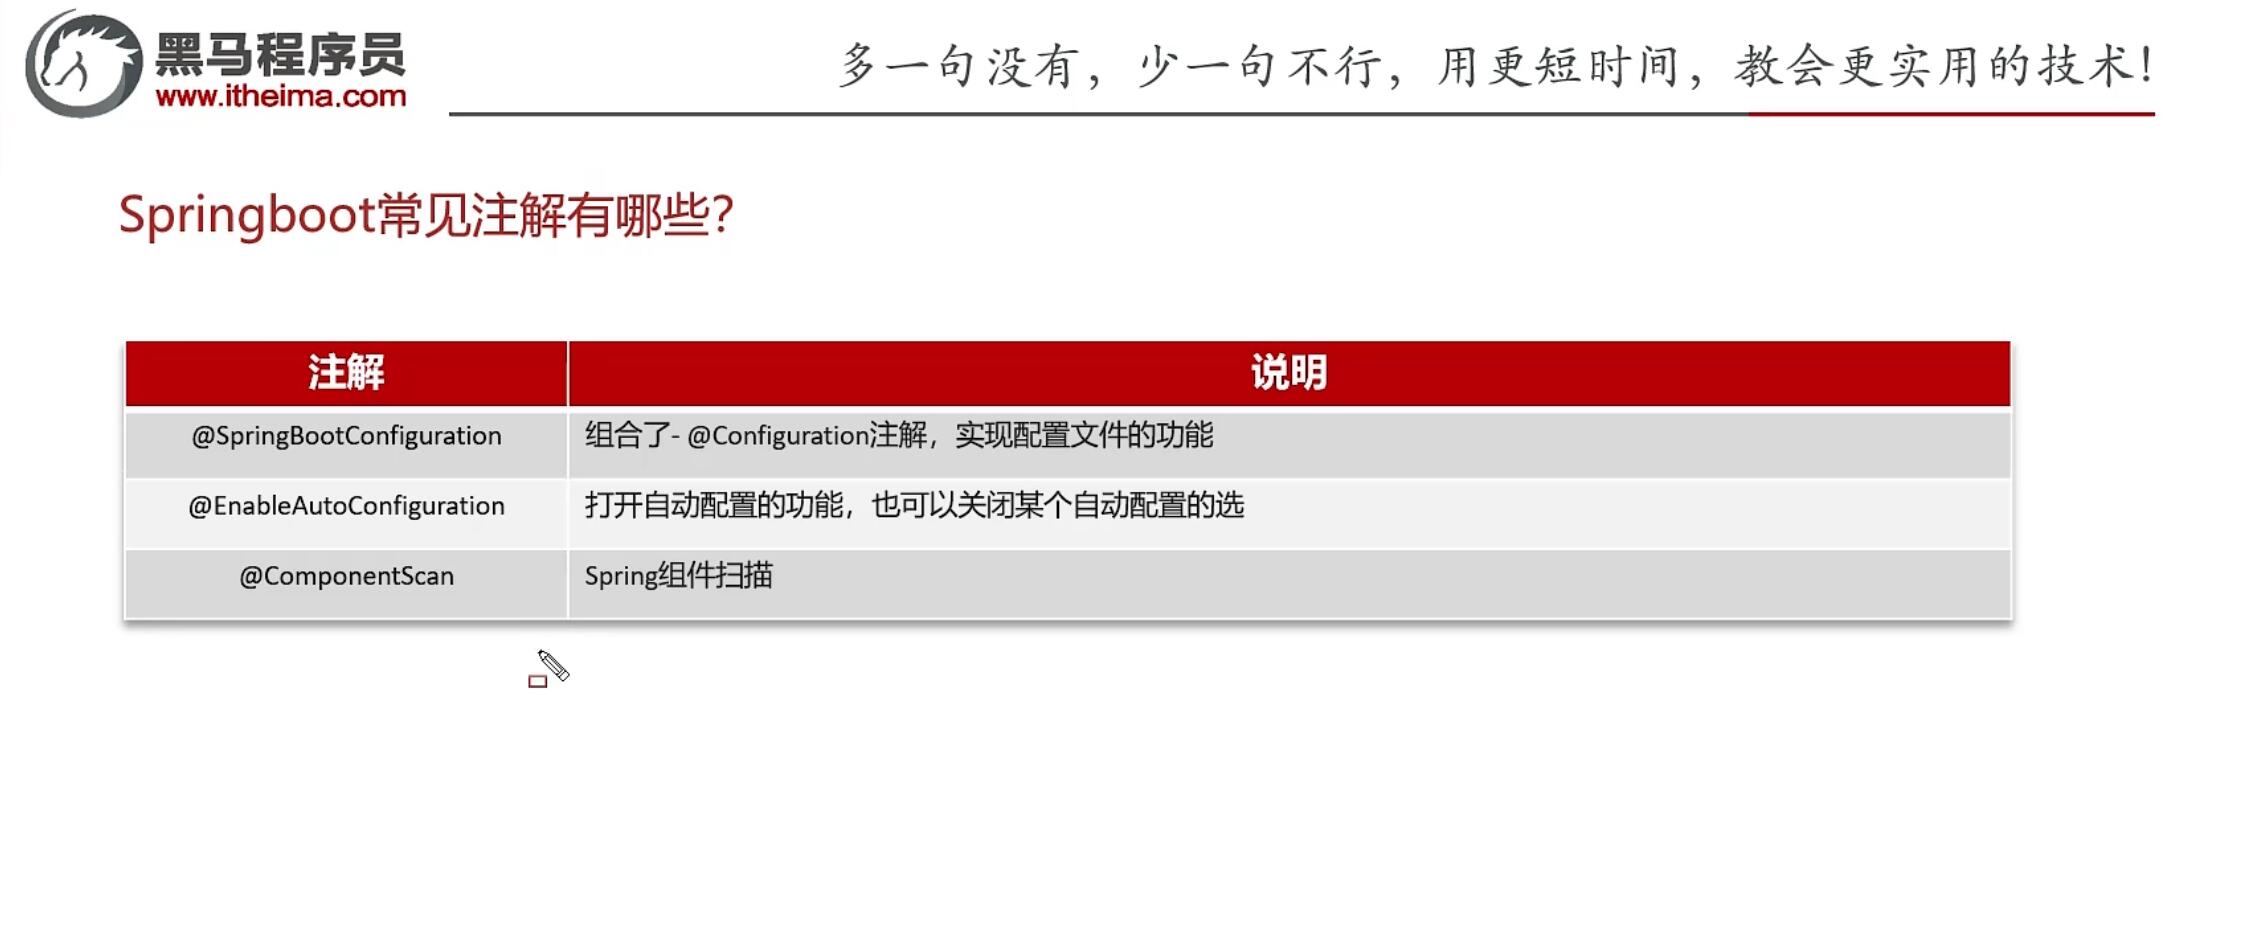 黑马程序员
www.itheima.com
多一句没有，少一句不行，用更短时间，教会更实用的技术！
Springboot常见注解有哪些？
注解 说明
@SpringBootConfiguration 组合了- @Configuration注解，实现配置文件的功能
@EnableAutoConfiguration 打开自动配置的功能，也可以关闭某个自动配置的选
@ComponentScan Spring组件扫描